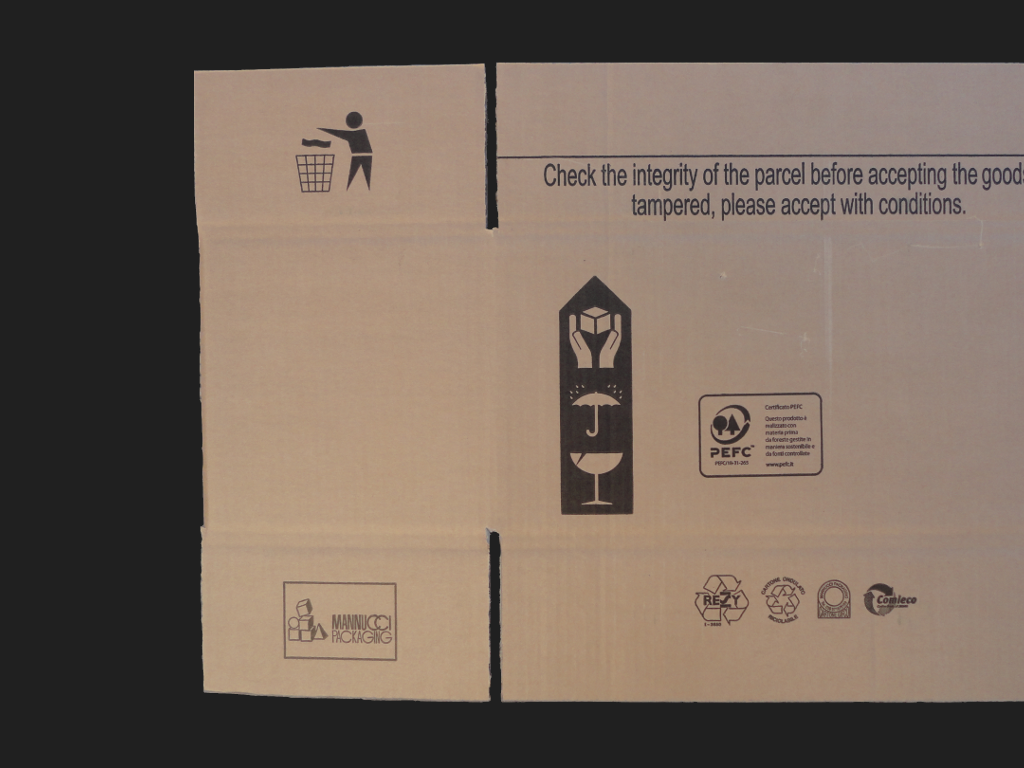 Check the integrity of the parcel before accepting the goods
tampered, please accept with conditions.
Certificato PEFC
Questo prodotto è
realizzato con
materia prima
da foreste gestite in
maniera sostenibile e
da fonti controllate
www.pefc.it
PEFC™
PEFC/18-31-201
RESY
CARTONE ONDULATO
RICICLABILE
Comieco
MANNUCCI
PACKAGING